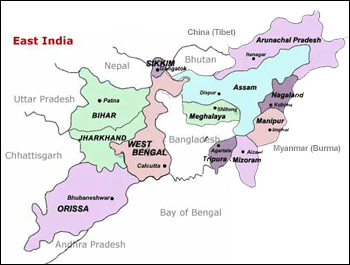 East India
China (Tibet)
Arunachal Pradesh
Itanagar
Nepal
SIKKIM
Gangatok
Bhutan
Assam
Dispur
Nagaland
Kohima
Uttar Pradesh
Patna
BIHAR
Shillong
Meghalaya
Manipur
Imphal
JHARKHAND
WEST
BENGAL
Bangladesh
Agartala
Tripura
Aizawl
Mizoram
Myanmar (Burma)
Chhattisgarh
Calcutta
Bhubaneshwar
ORISSA
Bay of Bengal
Andhra Pradesh